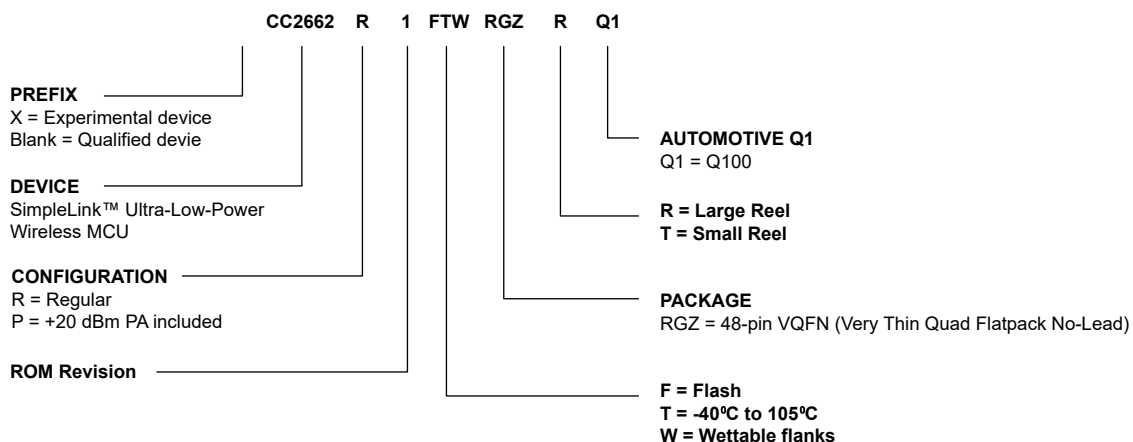 CC2662 R 1 FTW RGZ R Q1
PREFIX
X = Experimental device
Blank = Qualified devie
DEVICE
SimpleLink™ Ultra-Low-Power
Wireless MCU
CONFIGURATION
R = Regular
P = +20 dBm PA included
ROM Revision
AUTOMOTIVE Q1
Q1 = Q100
R = Large Reel
T = Small Reel
PACKAGE
RGZ = 48-pin VQFN (Very Thin Quad Flatpack No-Lead)
F = Flash
T = -40⁰C to 105⁰C
W = Wettable flanks